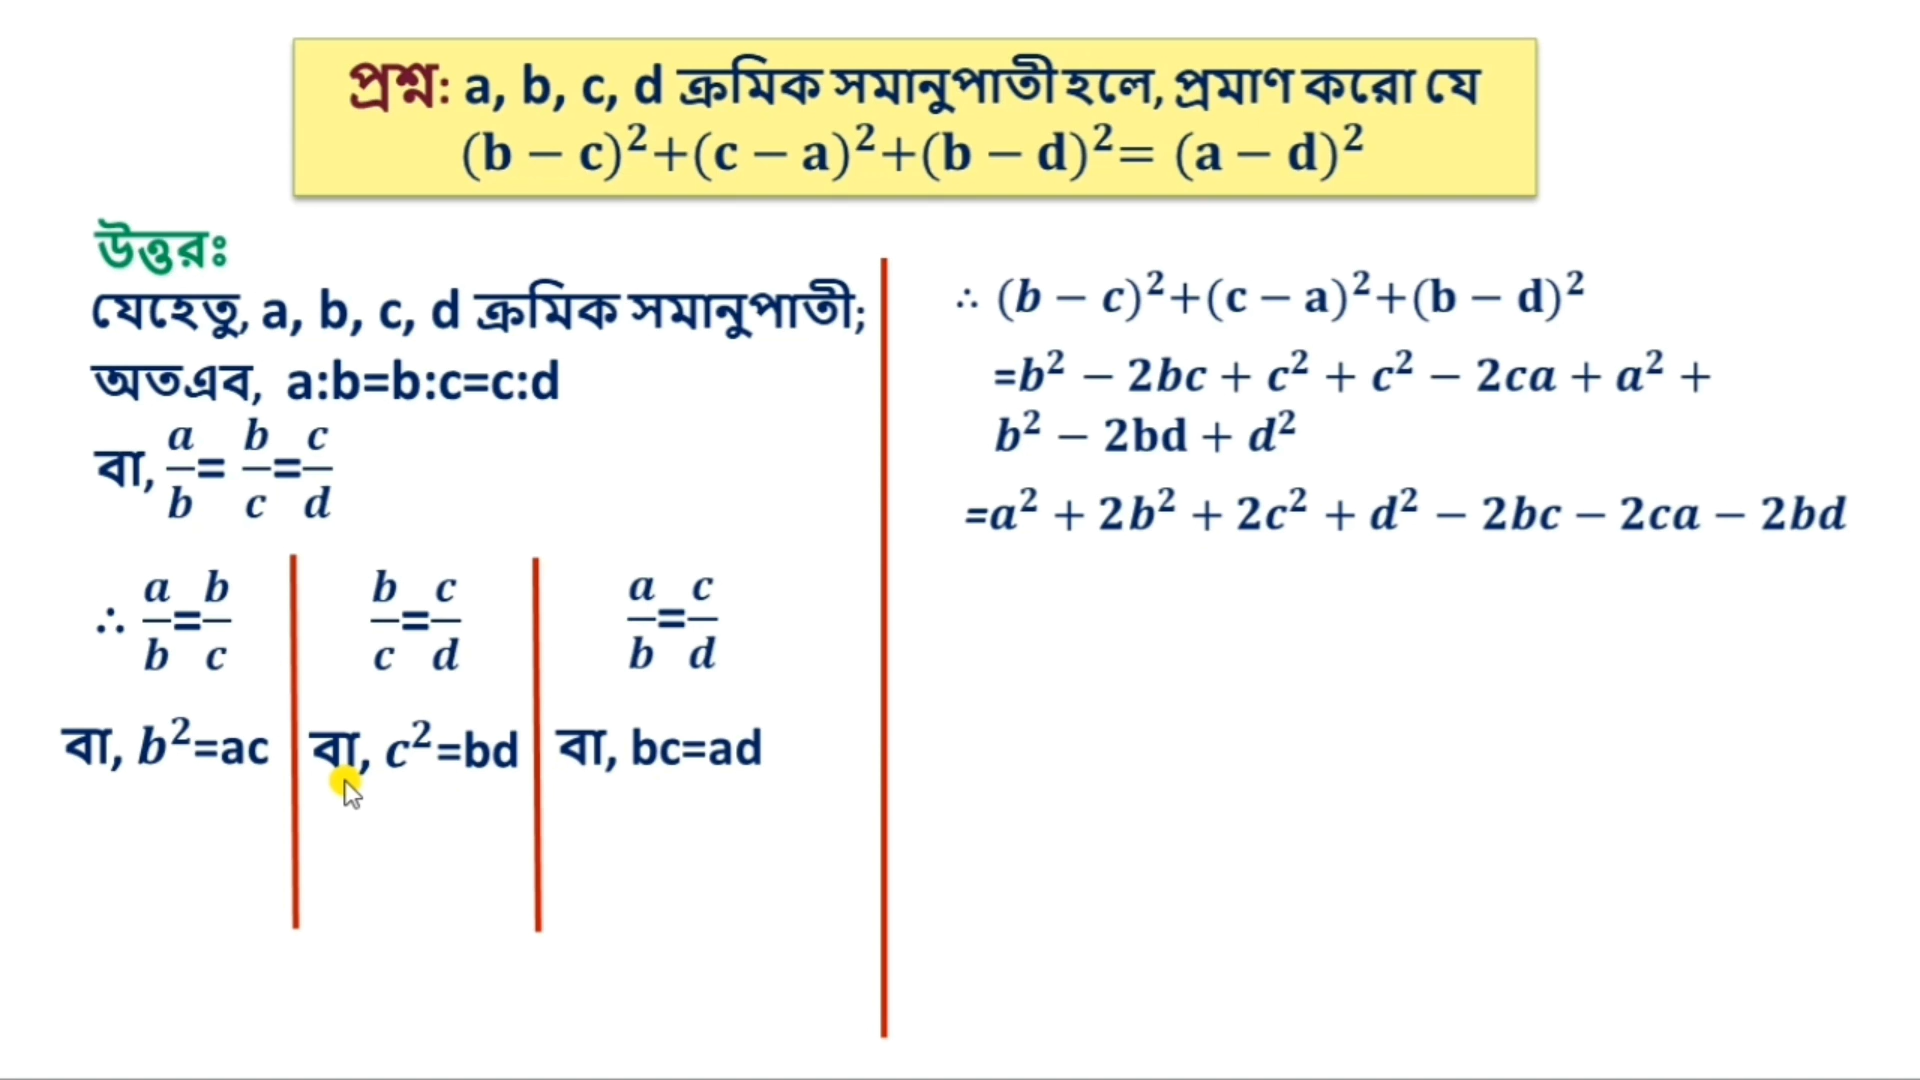 প্রশ্ন: a, b, c, d ক্রমিক সমানুপাতী হলে, প্রমাণ করো যে
(b − c)²+(c − a)²+(b − d)²= (a − d)²
উত্তরঃ
যেহেতু, a, b, c, d ক্রমিক সমানুপাতী;
অতএব, a:b=b:c=c:d
বা, a/b= b/c=c/d
∴ a/b=b/c
বা, b²=ac
b/c=c/d
বা, c²=bd
a/b=c/d
বা, bc=ad
∴ (b − c)²+(c − a)²+(b − d)²
=b² − 2bc + c² + c² − 2ca + a² +
b² − 2bd + d²
=a² + 2b² + 2c² + d² − 2bc − 2ca − 2bd